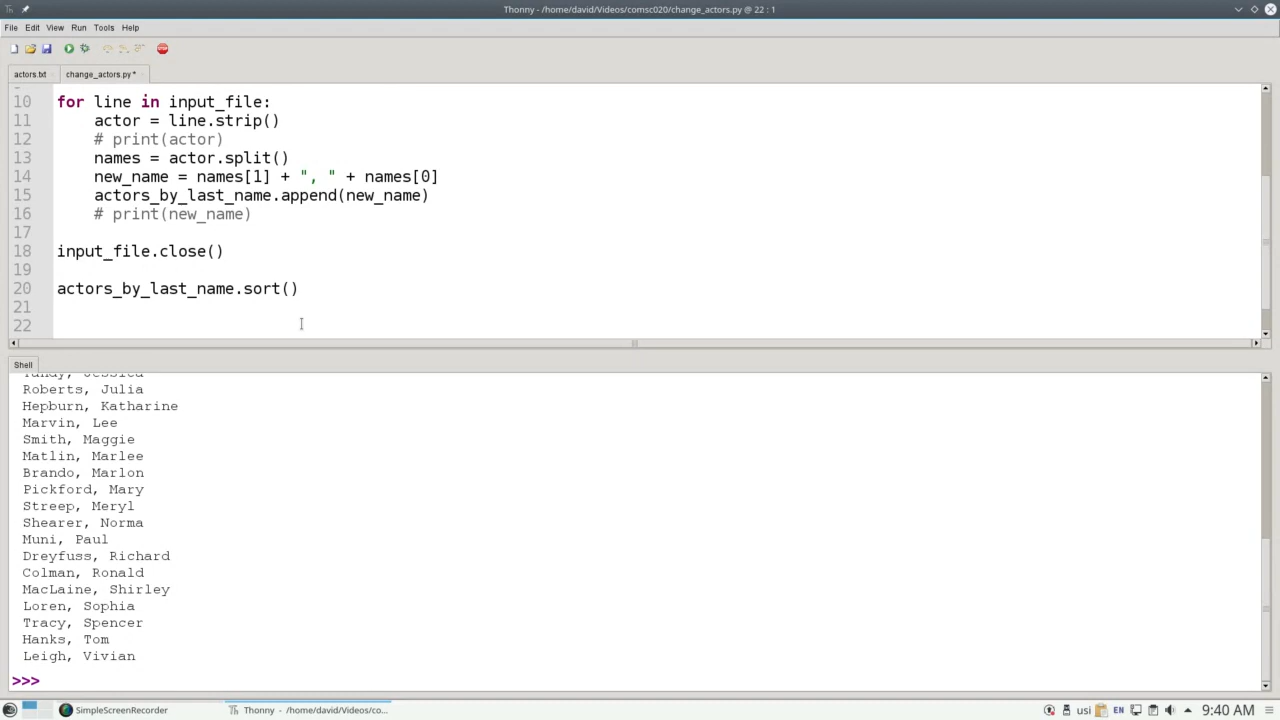 Thonny - /home/david/Videos/comsc020/change_actors.py @ 22 : 1
File Edit View Run Tools Help
actors.txt change_actors.py *
10 for line in input_file:
11 actor = line.strip()
12 # print(actor)
13 names = actor.split()
14 new_name = names[1] + ", " + names[0]
15 actors_by_last_name.append(new_name)
16 # print(new_name)
17
18 input_file.close()
19
20 actors_by_last_name.sort()
21
22
Shell
Roberts, Julia
Hepburn, Katharine
Marvin, Lee
Smith, Maggie
Matlin, Marlee
Brando, Marlon
Pickford, Mary
Streep, Meryl
Shearer, Norma
Muni, Paul
Dreyfuss, Richard
Colman, Ronald
MacLaine, Shirley
Loren, Sophia
Tracy, Spencer
Hanks, Tom
Leigh, Vivian
>>>
SimpleScreenRecorder Thonny - /home/david/Videos/co... usi EN 9:40 AM